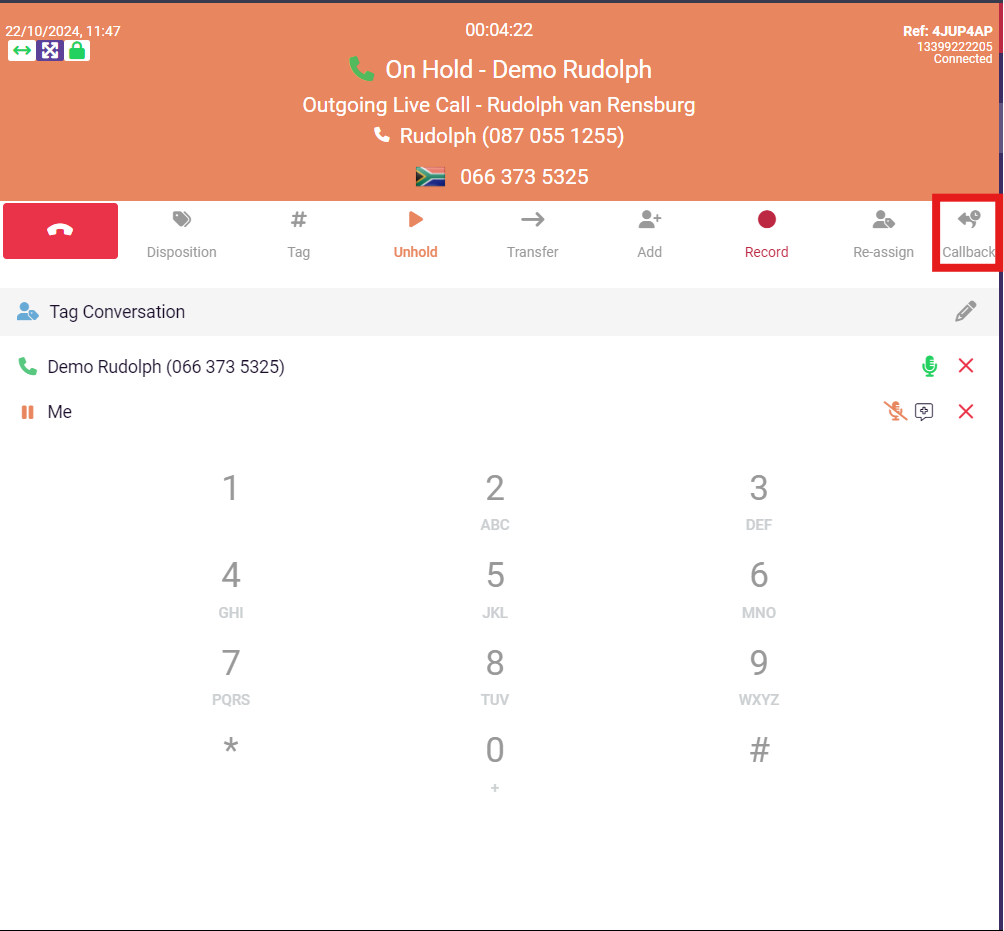 22/10/2024, 11:47
00:04:22
Ref: 4JUP4AP
13399222205
Connected
On Hold - Demo Rudolph
Outgoing Live Call - Rudolph van Rensburg
Rudolph (087 055 1255)
066 373 5325
Disposition
Tag
Unhold
Transfer
Add
Record
Re-assign
Callback
Tag Conversation
Demo Rudolph (066 373 5325)
Me
1
2
3
ABC
DEF
4
5
6
GHI
JKL
MNO
7
8
9
PQRS
TUV
WXYZ
*
0
#
+